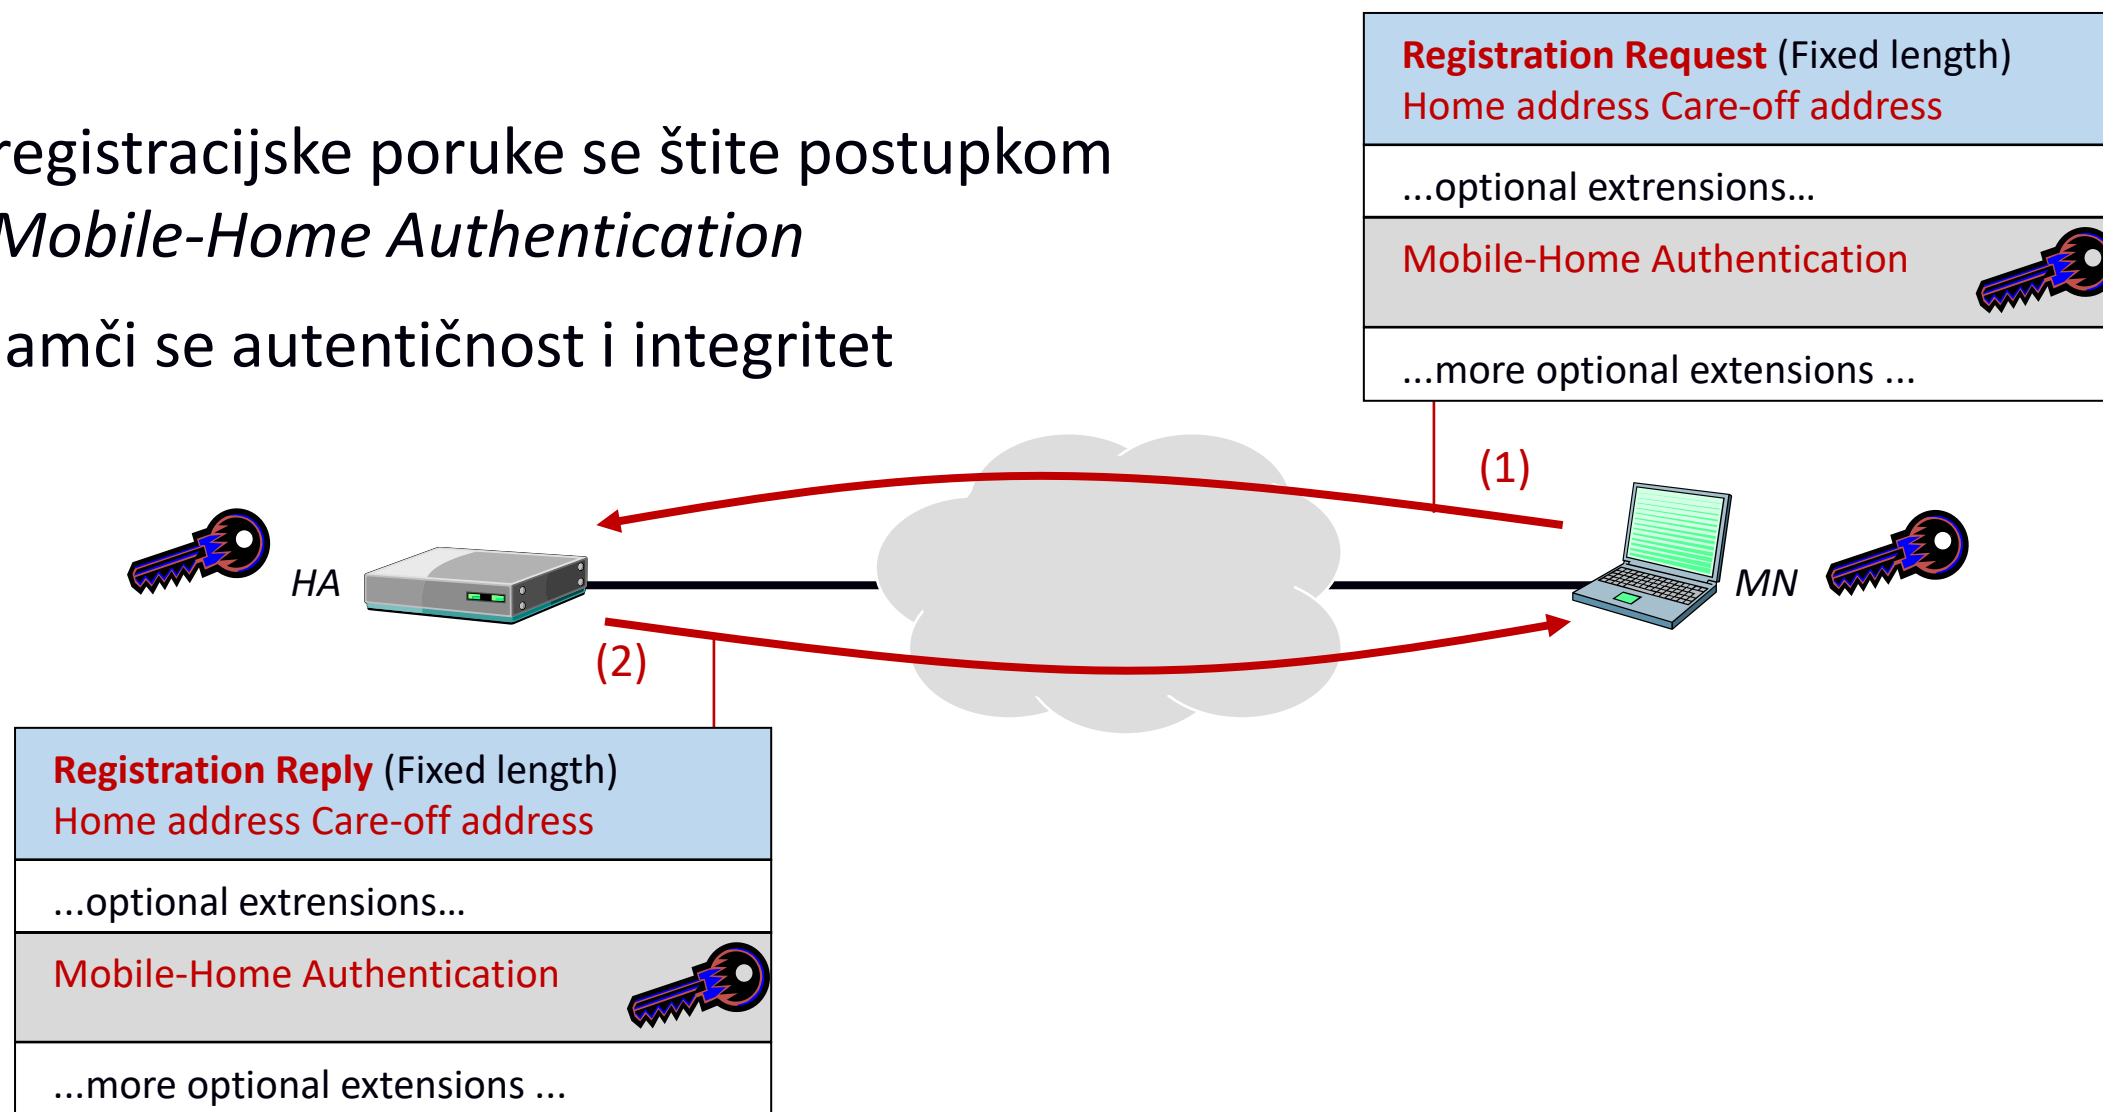 registracijske poruke se štite postupkom
Mobile-Home Authentication
amči se autentičnost i integritet
Registration Request (Fixed length)
Home address Care-off address
...optional extrensions...
Mobile-Home Authentication
...more optional extensions ...
(1)
HA
MN
(2)
Registration Reply (Fixed length)
Home address Care-off address
...optional extrensions...
Mobile-Home Authentication
...more optional extensions ...